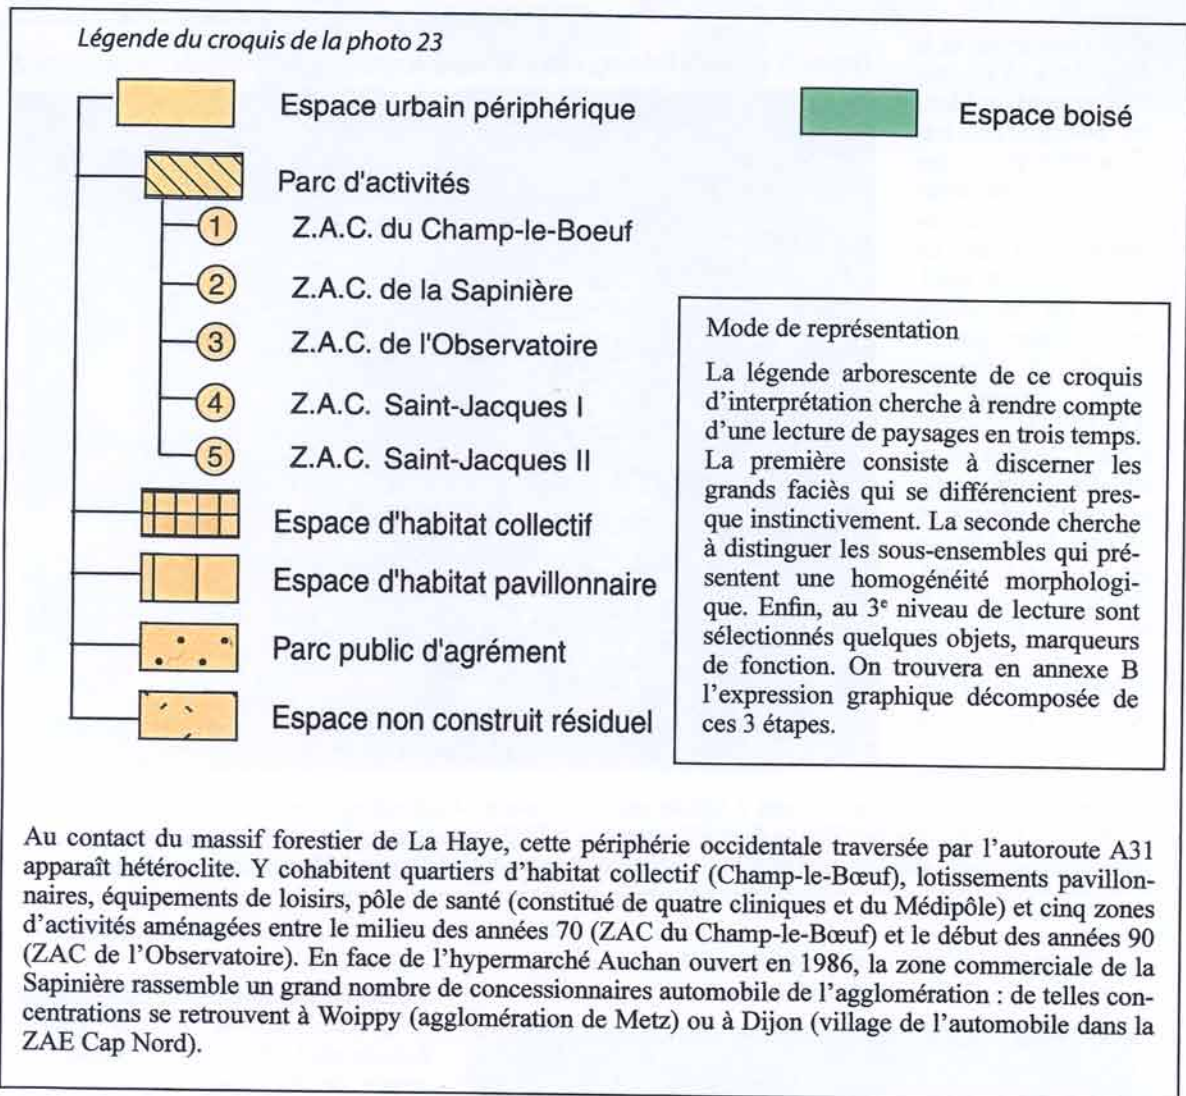 Légende du croquis de la photo 23
Espace urbain périphérique
Espace boisé
Parc d'activités
1 Z.A.C. du Champ-le-Boeuf
2 Z.A.C. de la Sapinière
3 Z.A.C. de l'Observatoire
4 Z.A.C. Saint-Jacques I
5 Z.A.C. Saint-Jacques II
Espace d'habitat collectif
Espace d'habitat pavillonnaire
Parc public d'agrément
Espace non construit résiduel
Mode de représentation
La légende arborescente de ce croquis
d'interprétation cherche à rendre compte
d'une lecture de paysages en trois temps.
La première consiste à discerner les
grands faciès qui se différencient pres-
que instinctivement. La seconde cherche
à distinguer les sous-ensembles qui pré-
sentent une homogénéité morphologi-
que. Enfin, au 3e niveau de lecture sont
sélectionnés quelques objets, marqueurs
de fonction. On trouvera en annexe B
l'expression graphique décomposée de
ces 3 étapes.
Au contact du massif forestier de La Haye, cette périphérie occidentale traversée par l'autoroute A31
apparaît hétéroclite. Y cohabitent quartiers d'habitat collectif (Champ-le-Bœuf), lotissements pavillon-
naires, équipements de loisirs, pôle de santé (constitué de quatre cliniques et du Médipôle) et cinq zones
d'activités aménagées entre le milieu des années 70 (ZAC du Champ-le-Bœuf) et le début des années 90
(ZAC de l'Observatoire). En face de l'hypermarché Auchan ouvert en 1986, la zone commerciale de la
Sapinière rassemble un grand nombre de concessionnaires automobile de l'agglomération : de telles con-
centrations se retrouvent à Woippy (agglomération de Metz) ou à Dijon (village de l'automobile dans la
ZAE Cap Nord).